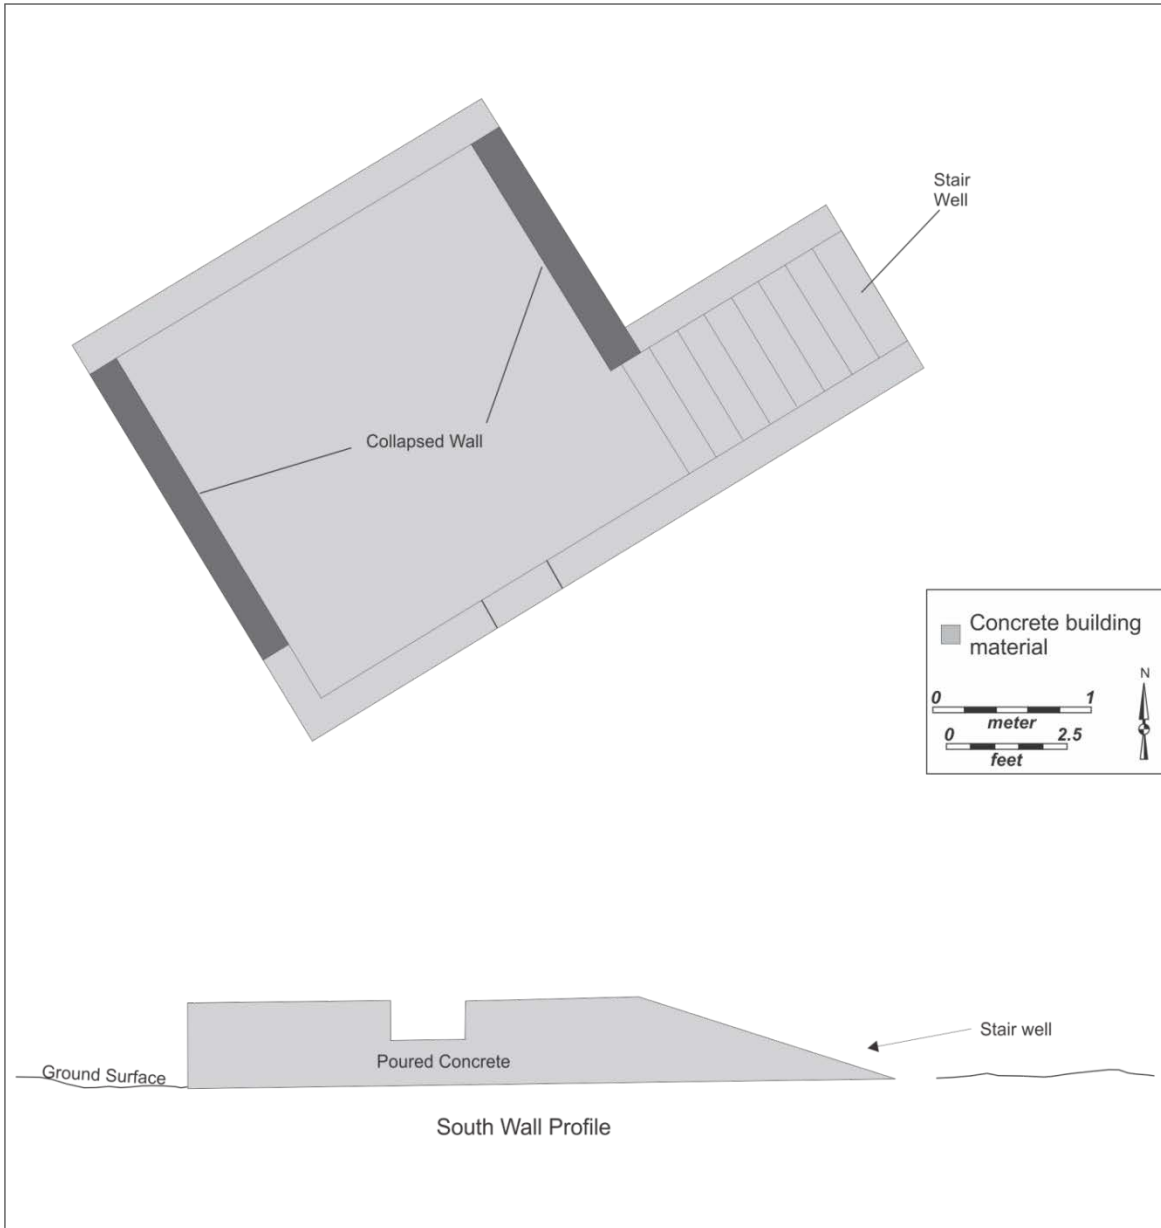 Stair
Well
Collapsed Wall
Concrete building
material
N
0 1
meter
0 2.5
feet
Stair well
Poured Concrete
Ground Surface
South Wall Profile